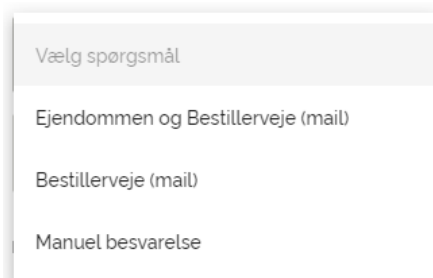 Vælg spørgsmål
Ejendommen og Bestillerveje (mail)
Bestillerveje (mail)
Manuel besvarelse